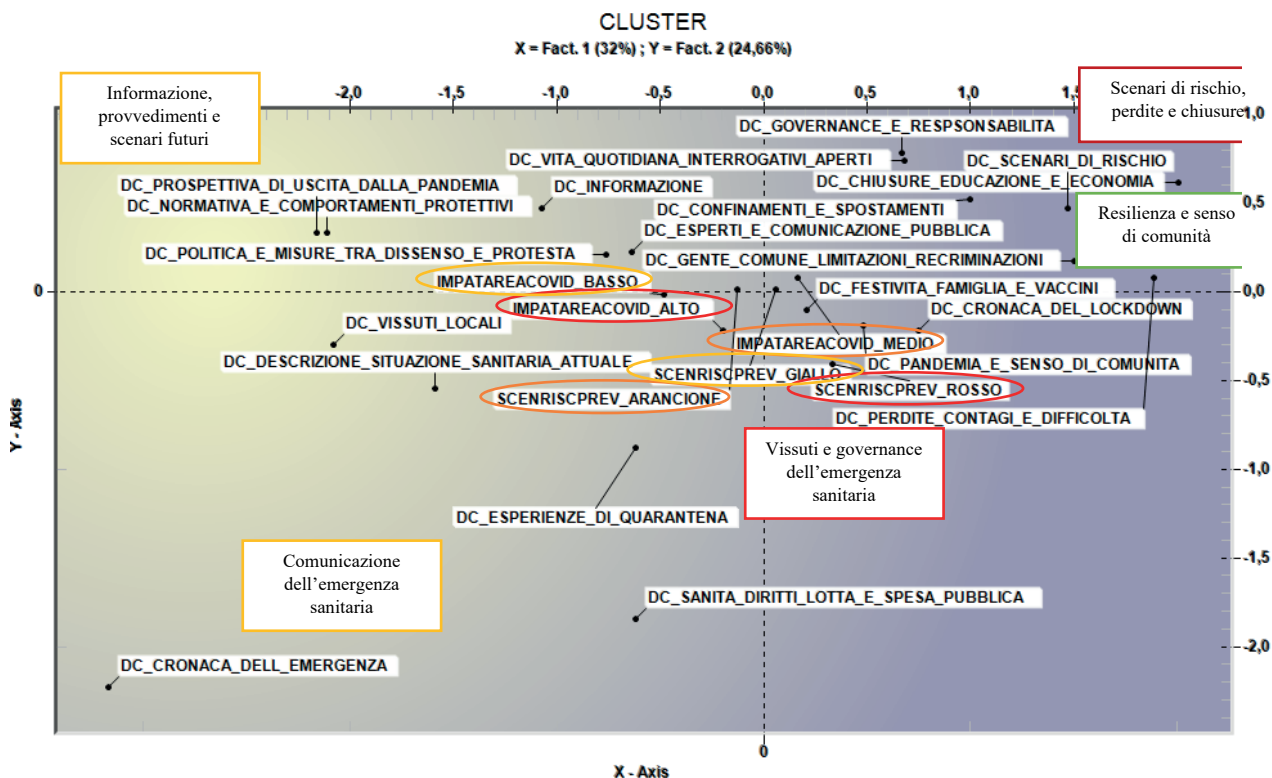 CLUSTER
X = Fact. 1 (32%) ; Y = Fact. 2 (24,66%)
Informazione,
provvedimenti e
scenari futuri
Scenari di rischio,
perdite e chiusure
-2,0
-1,5
-1,0
-0,5
0,0
0,5
1,0
1,5
1,0
DC_GOVERNANCE_E_RESPSONSABILITA
DC_VITA_QUOTIDIANA_INTERROGATIVI_APERTI
DC_SCENARI_DI_RISCHIO
DC_PROSPETTIVA_DI_USCITA_DALLA_PANDEMIA
DC_INFORMAZIONE
DC_CHIUSURE_EDUCAZIONE_E_ECONOMIA
DC_NORMATIVA_E_COMPORTAMENTI_PROTETTIVI
DC_CONFINAMENTI_E_SPOSTAMENTI
0,5
Resilienza e senso
di comunità
DC_ESPERTI_E_COMUNICAZIONE_PUBBLICA
DC_POLITICA_E_MISURE_TRA_DISSENSO_E_PROTESTA
DC_GENTE_COMUNE_LIMITAZIONI_RECRIMINAZIONI
IMPATAREACOVID_BASSO
DC_FESTIVITA_FAMIGLIA_E_VACCINI
0
0,0
IMPATAREACOVID_ALTO
DC_CRONACA_DEL_LOCKDOWN
DC_VISSUTI_LOCALI
IMPATAREACOVID_MEDIO
DC_DESCRIZIONE_SITUAZIONE_SANITARIA_ATTUALE
DC_PANDEMIA_E_SENSO_DI_COMUNITA
SCENRISCPREV_GIALLO
SCENRISCPREV_ROSSO
-0,5
SCENRISCPREV_ARANCIONE
DC_PERDITE_CONTAGI_E_DIFFICOLTA
Y - Axis
Vissuti e governance
dell'emergenza
sanitaria
-1,0
DC_ESPERIENZE_DI_QUARANTENA
-1,5
Comunicazione
dell'emergenza
sanitaria
DC_SANITA_DIRITTI_LOTTA_E_SPESA_PUBBLICA
-2,0
DC_CRONACA_DELL_EMERGENZA
0
X - Axis